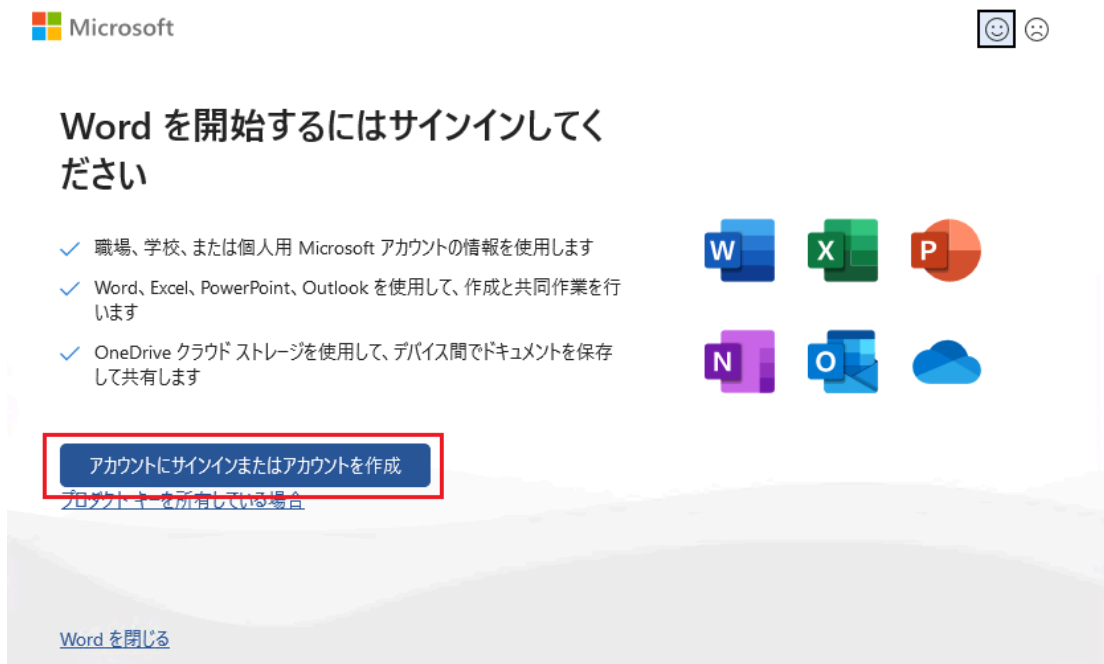 Microsoft
Word を開始するにはサインインしてく
ださい
職場、学校、または個人用 Microsoft アカウントの情報を使用します
Word、Excel、PowerPoint、Outlook を使用して、作成と共同作業を行
います
OneDrive クラウド ストレージを使用して、デバイス間でドキュメントを保存
して共有します
W
X
P
N
O
アカウントにサインインまたはアカウントを作成
プロダクト キーを所有している場合
Word を閉じる